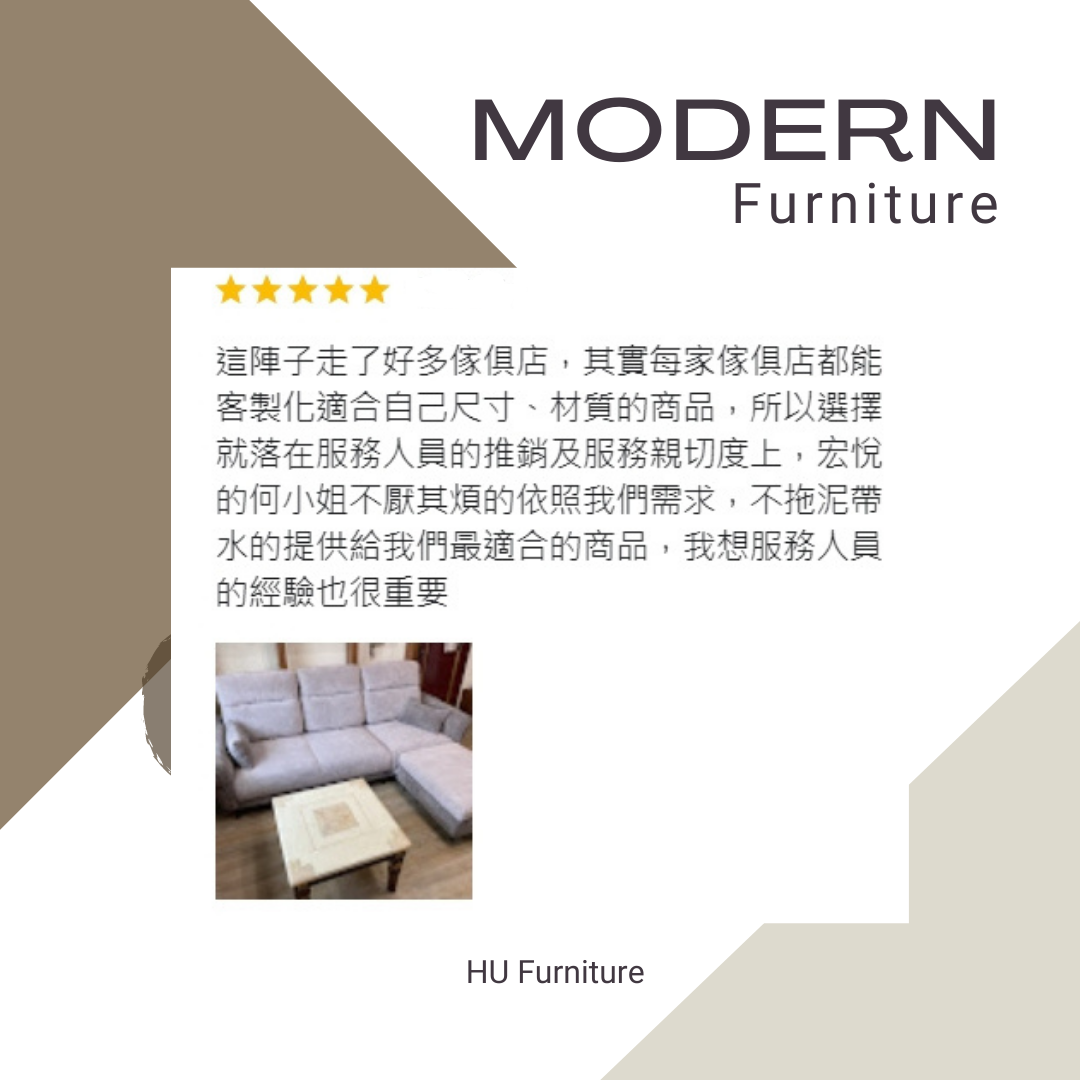 MODERN
Furniture
這陣子走了好多傢俱店，其實每家傢俱店都能
客製化適合自己尺寸、材質的商品，所以選擇
就落在服務人員的推銷及服務親切度上，宏悅
的何小姐不厭其煩的依照我們需求，不拖泥帶
水的提供給我們最適合的商品，我想服務人員
的經驗也很重要
HU Furniture